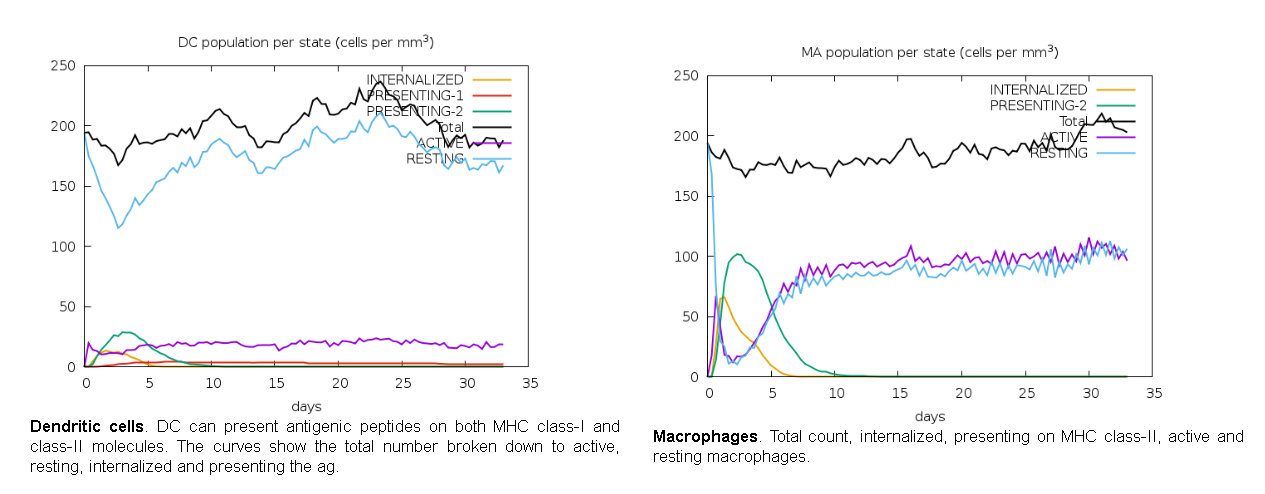 DC population per state (cells per mm³)
250
200
150
100
50
0
INTERNALIZED
PRESENTING-1
PRESENTING-2
Total
ACTIVE
RESTING
0 5 10 15 20 25 30 35
days
Dendritic cells. DC can present antigenic peptides on both MHC class-I and
class-II molecules. The curves show the total number broken down to active,
resting, internalized and presenting the ag.
MA population per state (cells per mm³)
250
200
150
100
50
0
INTERNALIZED
PRESENTING-2
Total
ACTIVE
RESTING
0 5 10 15 20 25 30 35
days
Macrophages. Total count, internalized, presenting on MHC class-II, active and
resting macrophages.